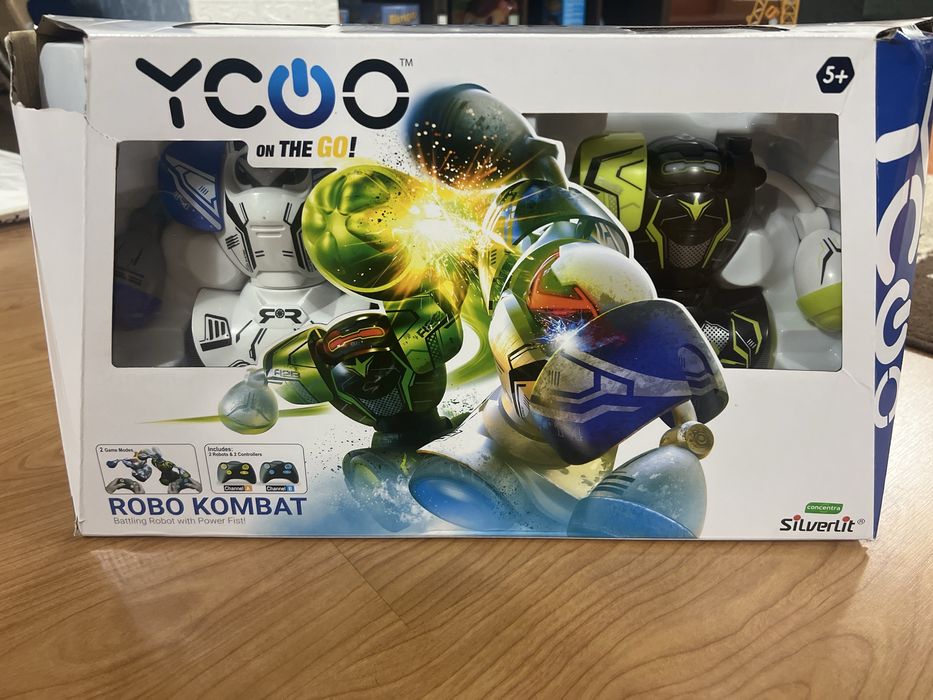 YCOO™
ON THE GO!
5+
2 Game Modes
Includes:
2 Robots & 2 Controllers
Channel A
Channel B
ROBO KOMBAT
Battling Robot with Power Fist!
concentra
Silverlit®
YCOO